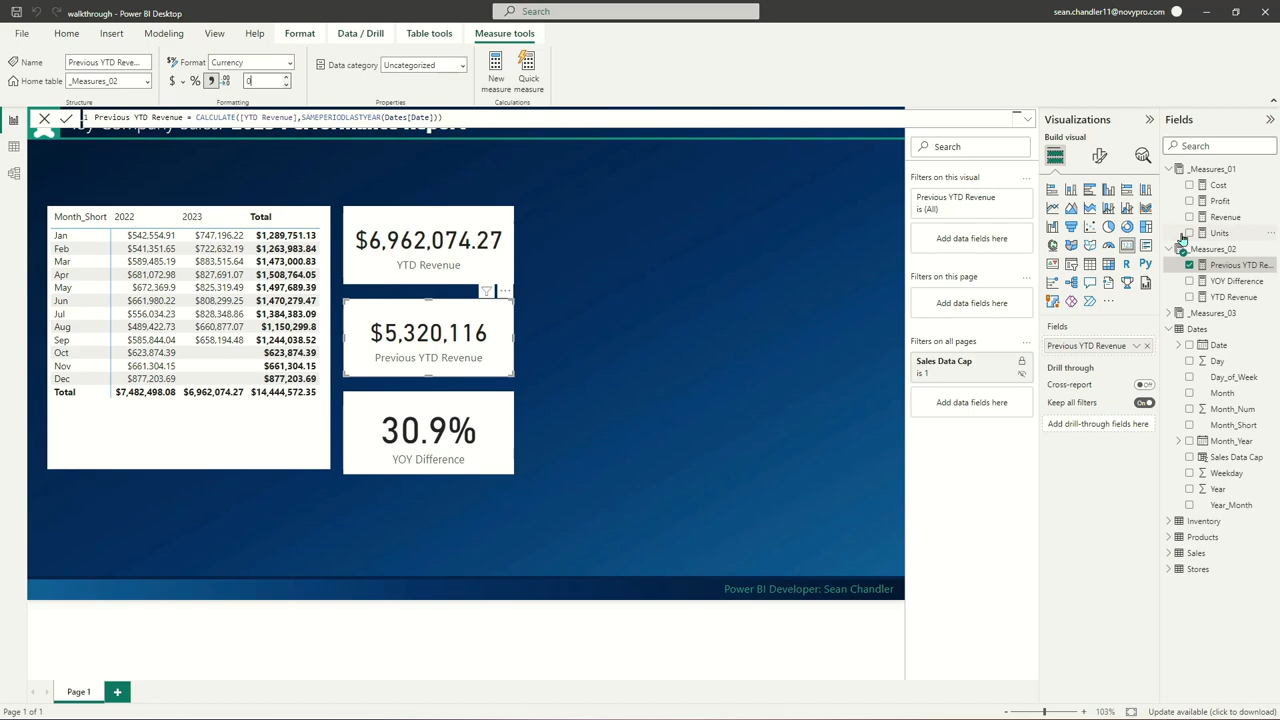 walkthrough - Power BI Desktop
Search
sean.chandler11@novypro.com
File
Home
Insert
Modeling
View
Help
Format
Data / Drill
Table tools
Measure tools
Name
Previous YTD Reve...
Home table
_Measures_02
Structure
Format
Currency
$
%
0
Formatting
Data category
Uncategorized
Properties
New measure
Quick measure
Calculations
1 Previous YTD Revenue = CALCULATE([YTD Revenue],SAMEPERIODLASTYEAR(Dates[Date]))
Month_Short 2022 2023 Total
Jan $542,554.91 $747,196.22 $1,289,751.13
Feb $541,351.65 $722,632.19 $1,263,983.84
Mar $589,485.19 $883,515.64 $1,473,000.83
Apr $681,072.98 $827,691.07 $1,508,764.05
May $672,369.9 $825,319.49 $1,497,689.39
Jun $661,980.22 $808,299.25 $1,470,279.47
Jul $556,034.23 $828,348.86 $1,384,383.09
Aug $489,422.73 $660,877.07 $1,150,299.8
Sep $585,844.04 $658,194.48 $1,244,038.52
Oct $623,874.39 $623,874.39
Nov $661,304.15 $661,304.15
Dec $877,203.69 $877,203.69
Total $7,482,498.08 $6,962,074.27 $14,444,572.35
$6,962,074.27
YTD Revenue
$5,320,116
Previous YTD Revenue
30.9%
YOY Difference
Power BI Developer: Sean Chandler
Search
Filters on this visual
Previous YTD Revenue
is (All)
Add data fields here
Filters on this page
Add data fields here
Filters on all pages
Sales Data Cap
is 1
Add data fields here
Visualizations
Build visual
R
Py
Fields
Previous YTD Revenue
Drill through
Cross-report
Off
Keep all filters
On
Add drill-through fields here
Fields
Search
_Measures_01
Cost
Profit
Revenue
Units
_Measures_02
Previous YTD Re...
YOY Difference
YTD Revenue
_Measures_03
Dates
Date
Day
Day_of_Week
Month
Month_Num
Month_Short
Month_Year
Sales Data Cap
Weekday
Year
Year_Month
Inventory
Products
Sales
Stores
Page 1
Page 1 of 1
103%
Update available (click to download)